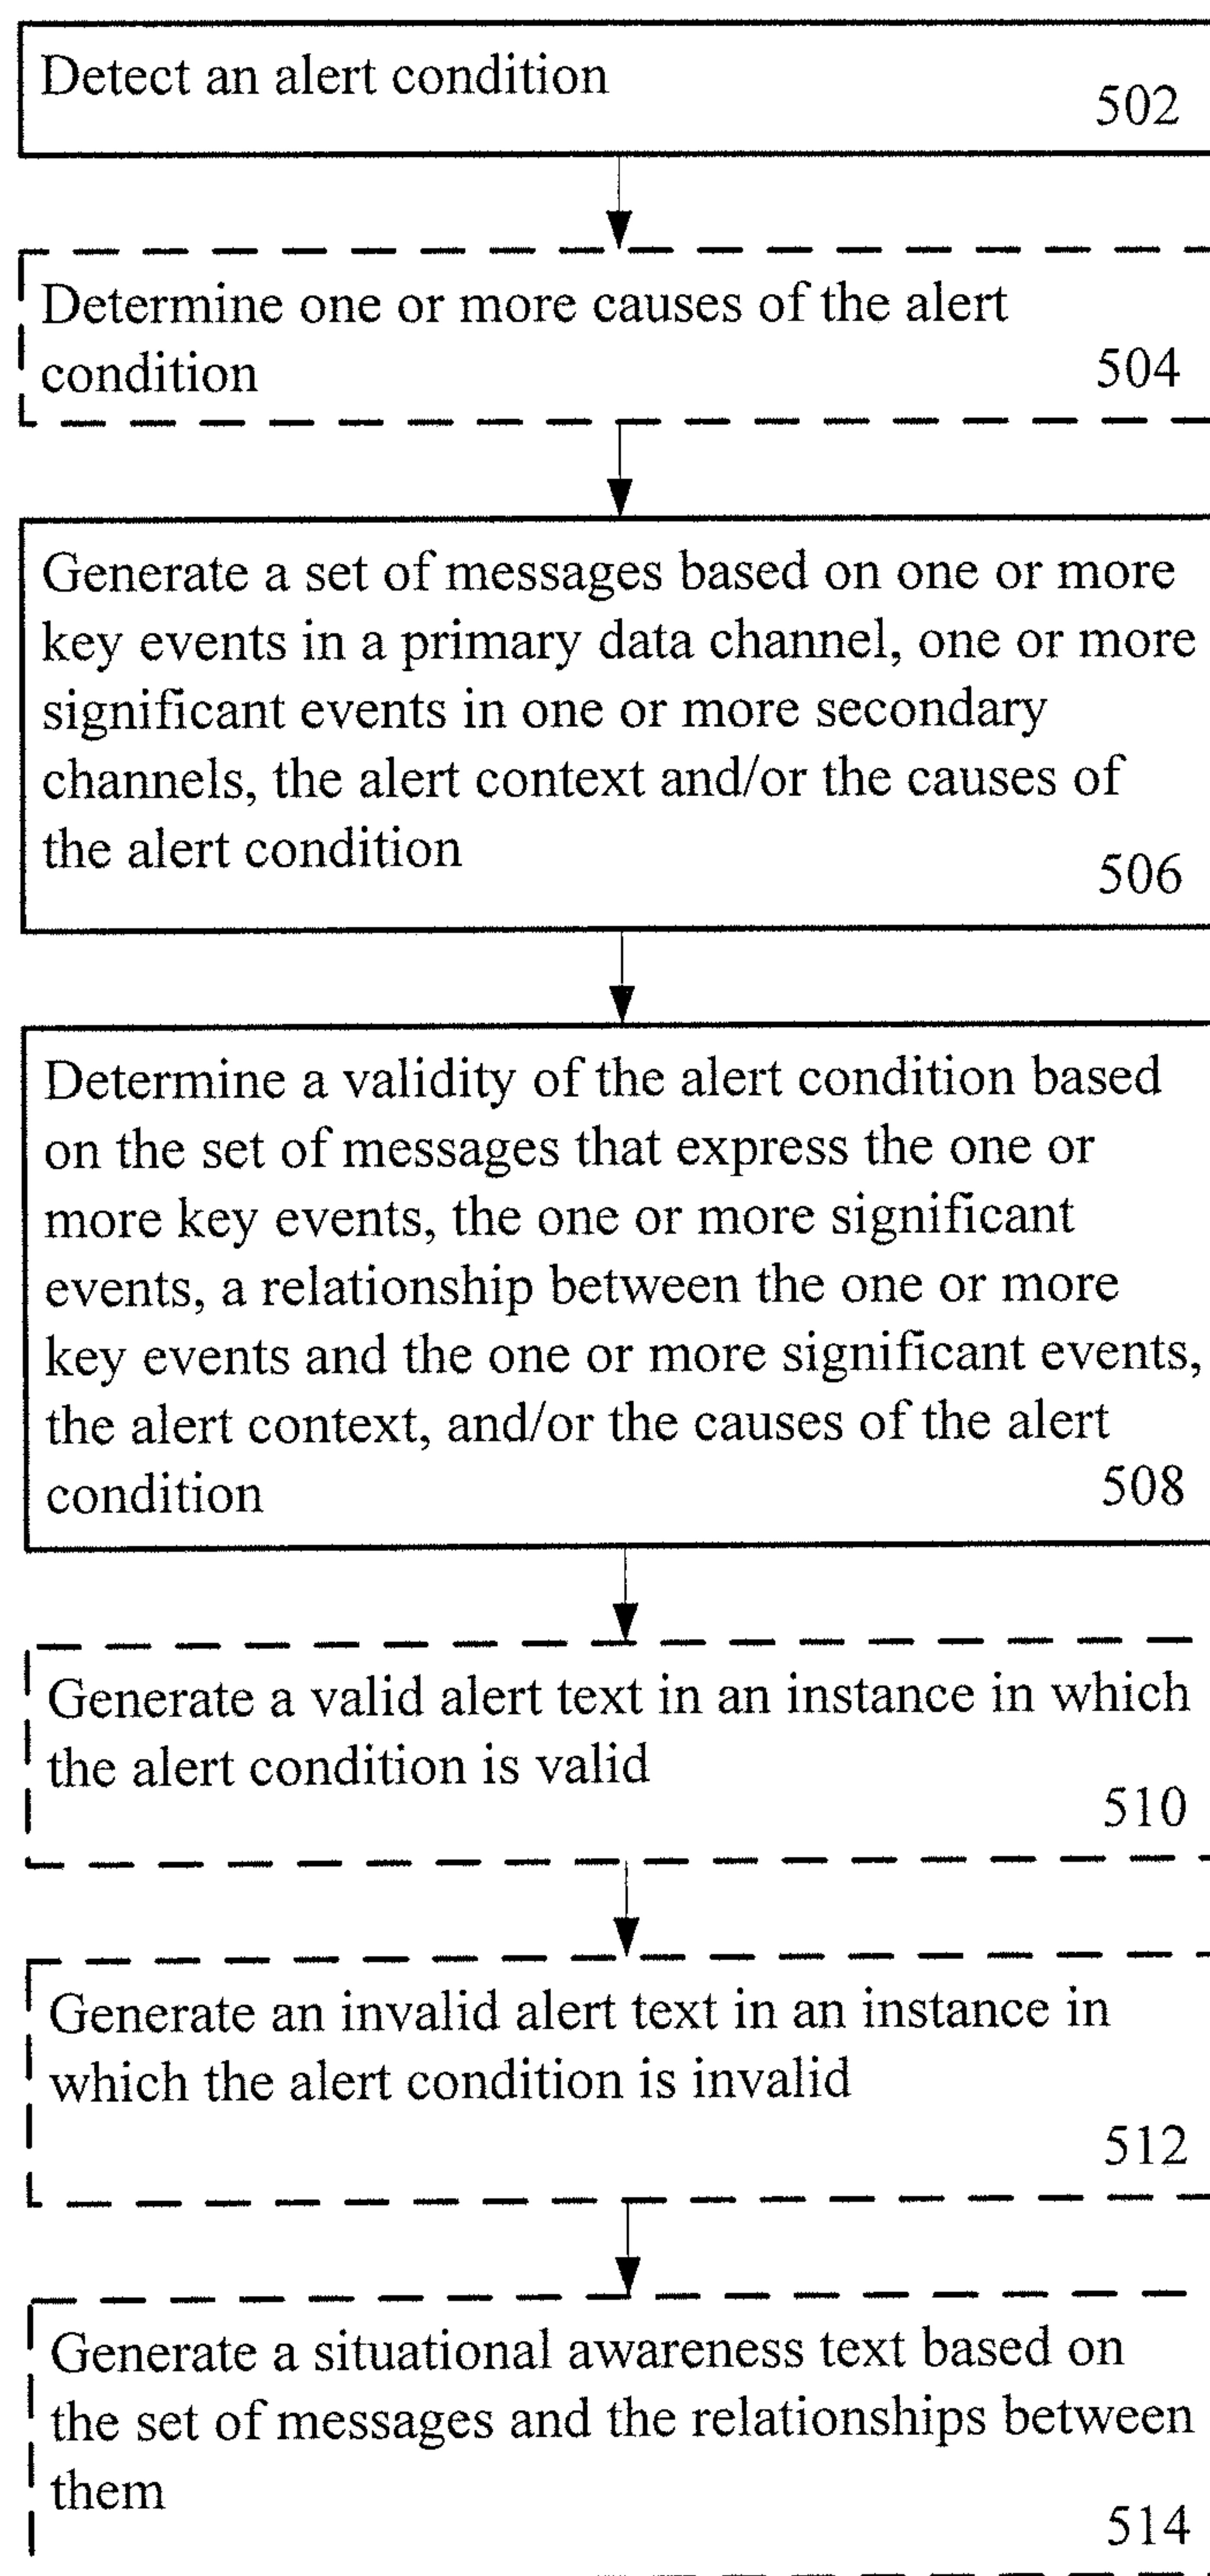 Detect an alert condition
502
Determine one or more causes of the alert
condition
504
Generate a set of messages based on one or more
key events in a primary data channel, one or more
significant events in one or more secondary
channels, the alert context and/or the causes of
the alert condition
506
Determine a validity of the alert condition based
on the set of messages that express the one or
more key events, the one or more significant
events, a relationship between the one or more
key events and the one or more significant events,
the alert context, and/or the causes of the alert
condition
508
Generate a valid alert text in an instance in which
the alert condition is valid
510
Generate an invalid alert text in an instance in
which the alert condition is invalid
512
Generate a situational awareness text based on
the set of messages and the relationships between
them
514